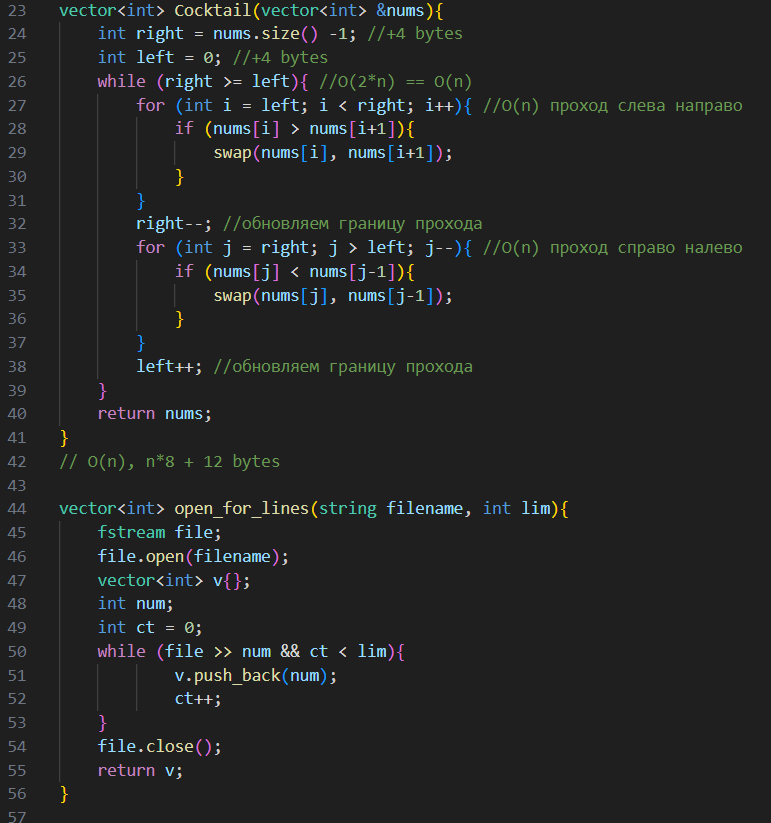 23 vector<int> Cocktail(vector<int> &nums){
24     int right = nums.size() -1; //+4 bytes
25     int left = 0; //+4 bytes
26     while (right >= left){ //O(2*n) == O(n)
27         for (int i = left; i < right; i++){ //O(n) проход слева направо
28             if (nums[i] > nums[i+1]){
29                 swap(nums[i], nums[i+1]);
30             }
31         }
32         right--; //обновляем границу прохода
33         for (int j = right; j > left; j--){ //O(n) проход справо налево
34             if (nums[j] < nums[j-1]){
35                 swap(nums[j], nums[j-1]);
36             }
37         }
38         left++; //обновляем границу прохода
39     }
40     return nums;
41 }
42 // O(n), n*8 + 12 bytes
43
44 vector<int> open_for_lines(string filename, int lim){
45     fstream file;
46     file.open(filename);
47     vector<int> v{};
48     int num;
49     int ct = 0;
50     while (file >> num && ct < lim){
51             v.push_back(num);
52             ct++;
53     }
54     file.close();
55     return v;
56 }
57